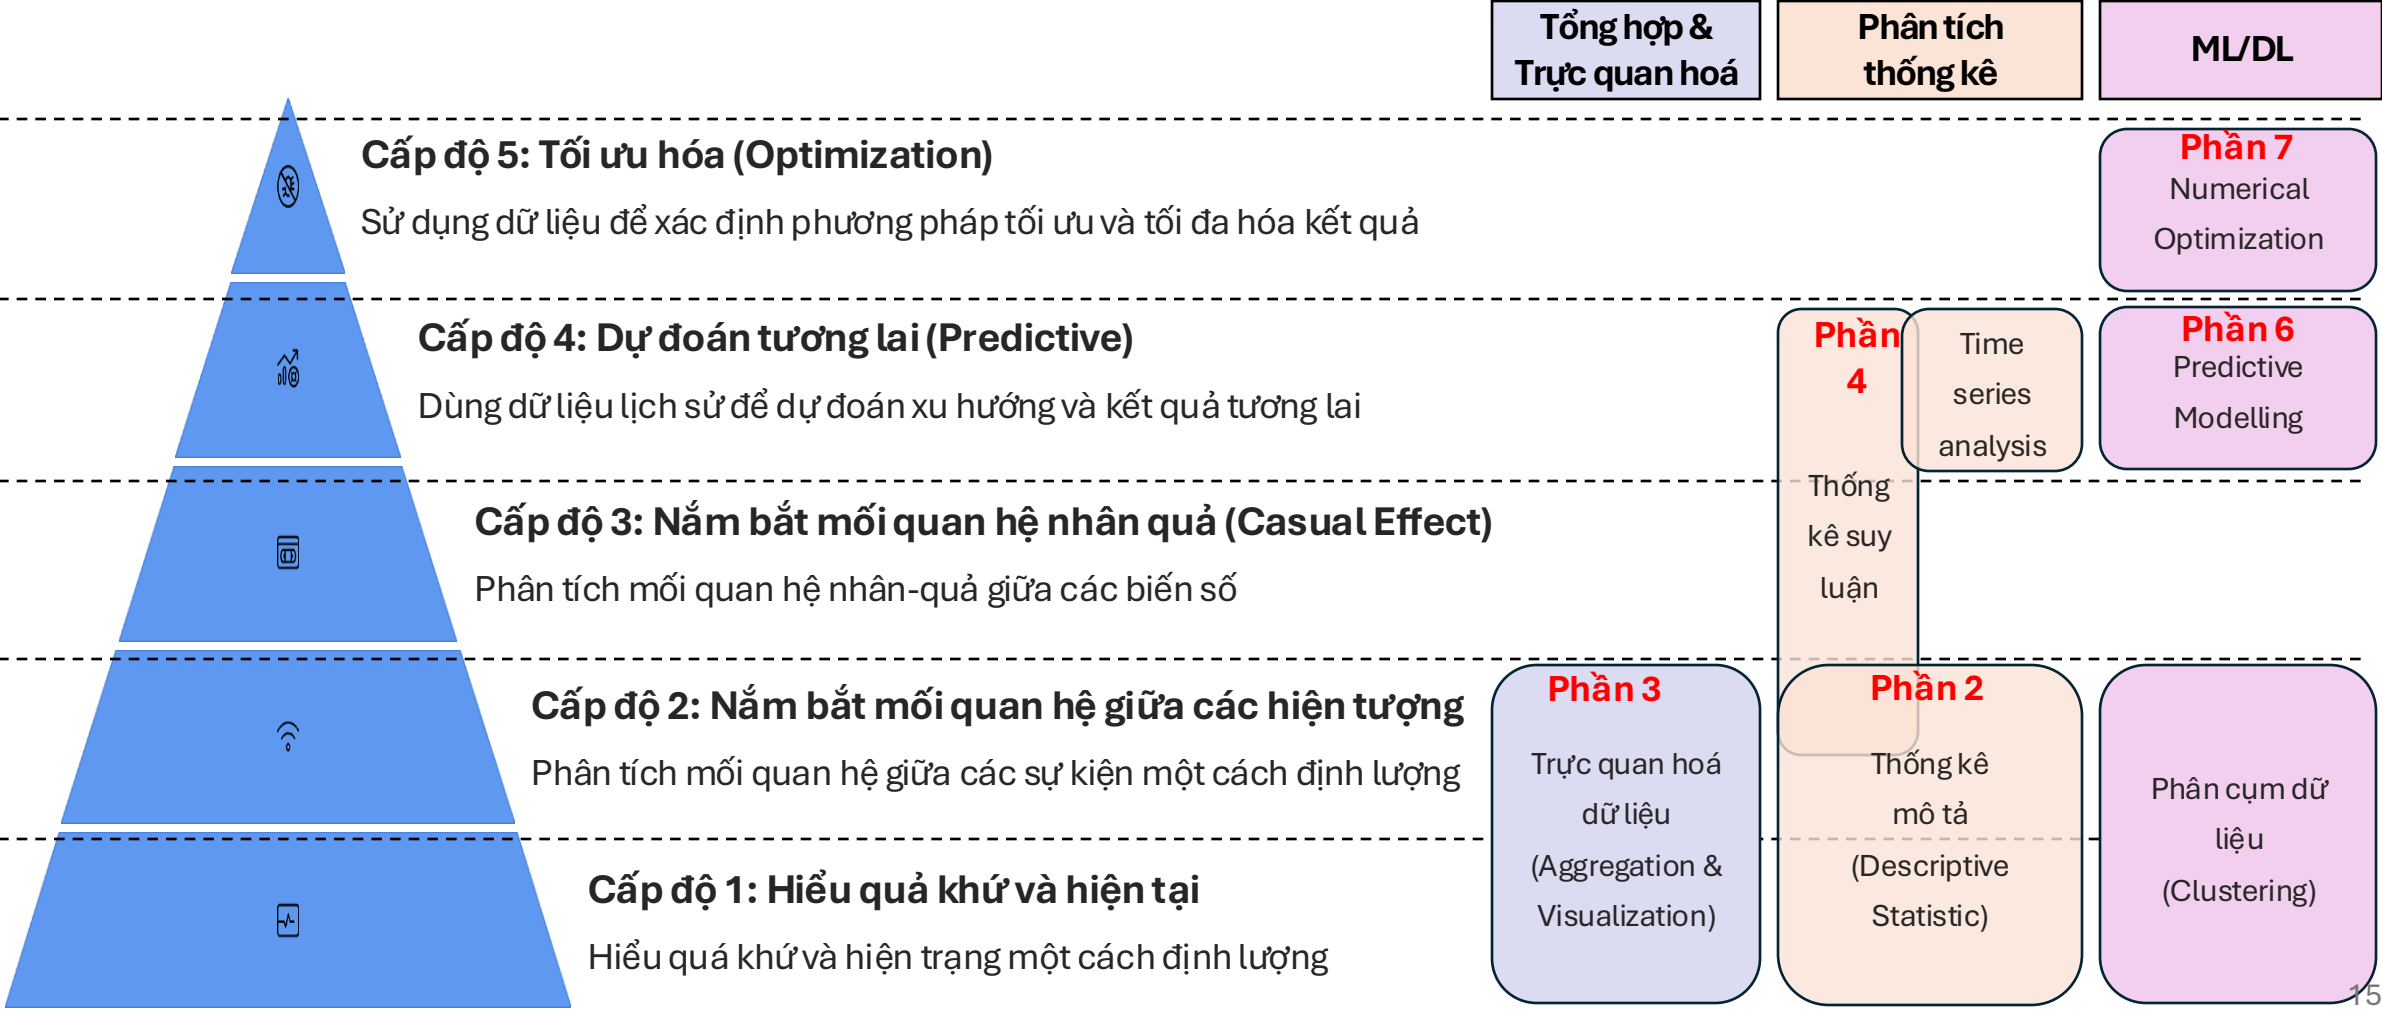 Tổng hợp &
Trực quan hoá
Phân tích
thống kê
ML/DL
Cấp độ 5: Tối ưu hóa (Optimization)
Sử dụng dữ liệu để xác định phương pháp tối ưu và tối đa hóa kết quả
Phần 7
Numerical
Optimization
Cấp độ 4: Dự đoán tương lai (Predictive)
Dùng dữ liệu lịch sử để dự đoán xu hướng và kết quả tương lai
Phần
4
Thống
kê suy
luận
Time
series
analysis
Phần 6
Predictive
Modelling
Cấp độ 3: Nắm bắt mối quan hệ nhân quả (Casual Effect)
Phân tích mối quan hệ nhân-quả giữa các biến số
Cấp độ 2: Nắm bắt mối quan hệ giữa các hiện tượng
Phân tích mối quan hệ giữa các sự kiện một cách định lượng
Phần 3
Trực quan hoá
dữ liệu
(Aggregation &
Visualization)
Phần 2
Thống kê
mô tả
(Descriptive
Statistic)
Phân cụm dữ
liệu
(Clustering)
Cấp độ 1: Hiểu quả khứ và hiện tại
Hiểu quá khứ và hiện trạng một cách định lượng
15